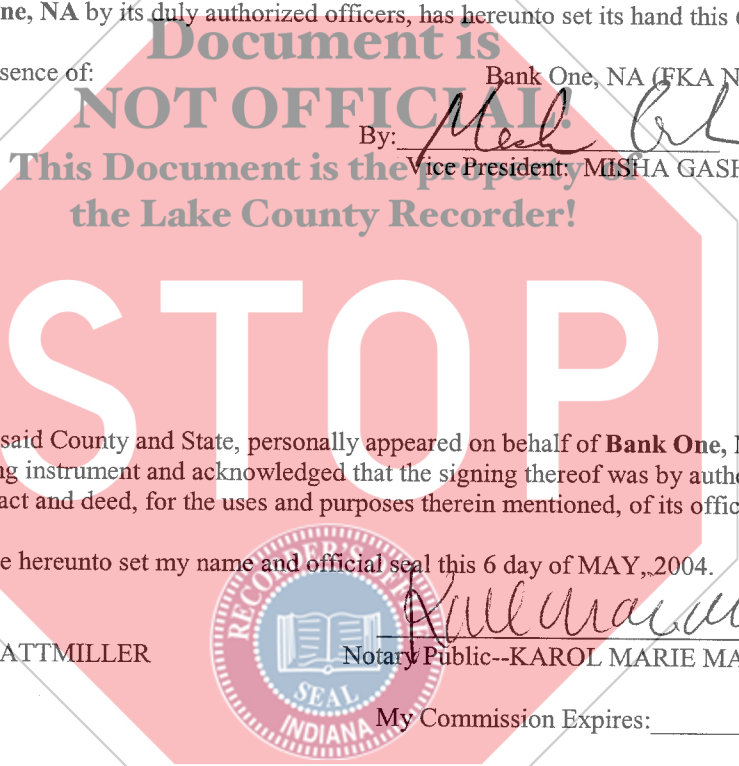 ne, NA by its duly authorized officers, has hereunto set its hand this 6
Document is
sence of: Bank One, NA (FKA N
NOT OFFICIAL!
By:
This Document is the property of
Vice President: MISHA GASH
the Lake County Recorder!
STOP
said County and State, personally appeared on behalf of Bank One, N
ng instrument and acknowledged that the signing thereof was by autho
act and deed, for the uses and purposes therein mentioned, of its offic
e hereunto set my name and official seal this 6 day of MAY, 2004.
RECORDER'S OFFICE
ATTMILLER Notary Public--KAROL MARIE MA
SEAL
INDIANA
My Commission Expires: